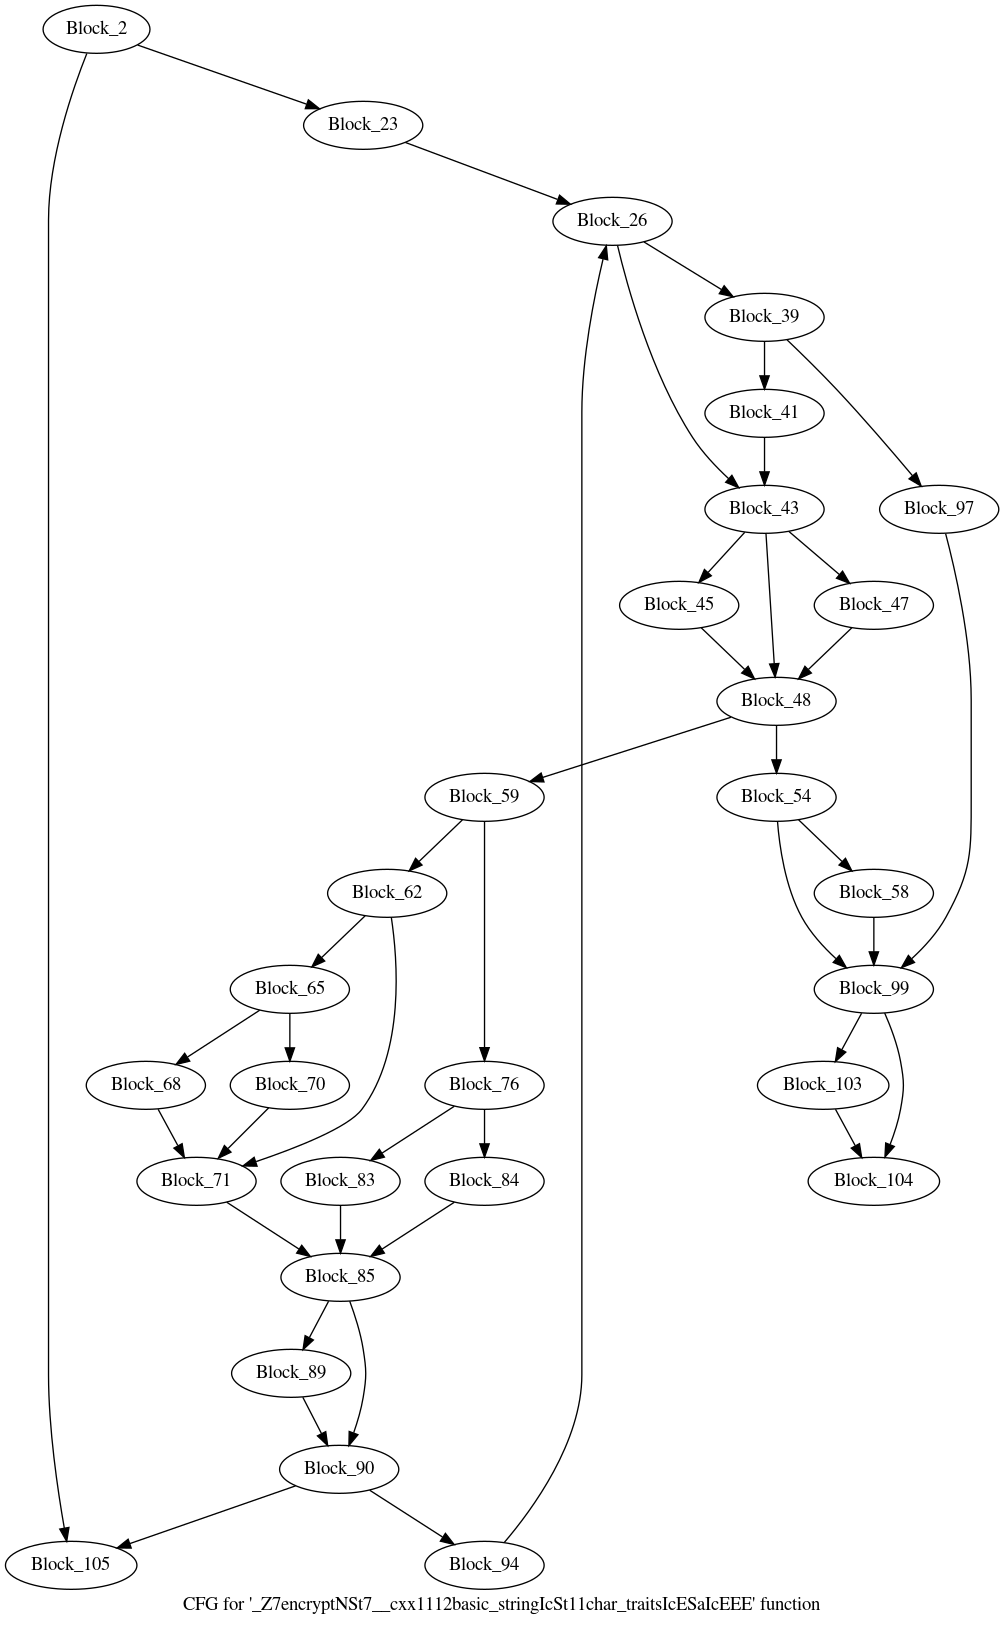 Block_2
Block_23
Block_26
Block_39
Block_41
Block_43
Block_97
Block_45
Block_47
Block_48
Block_59
Block_54
Block_62
Block_58
Block_65
Block_99
Block_68
Block_70
Block_76
Block_103
Block_71
Block_83
Block_84
Block_104
Block_85
Block_89
Block_90
Block_105
Block_94
CFG for '_Z7encryptNSt7__cxx1112basic_stringIcSt11char_traitsIcESaIcEEE' function